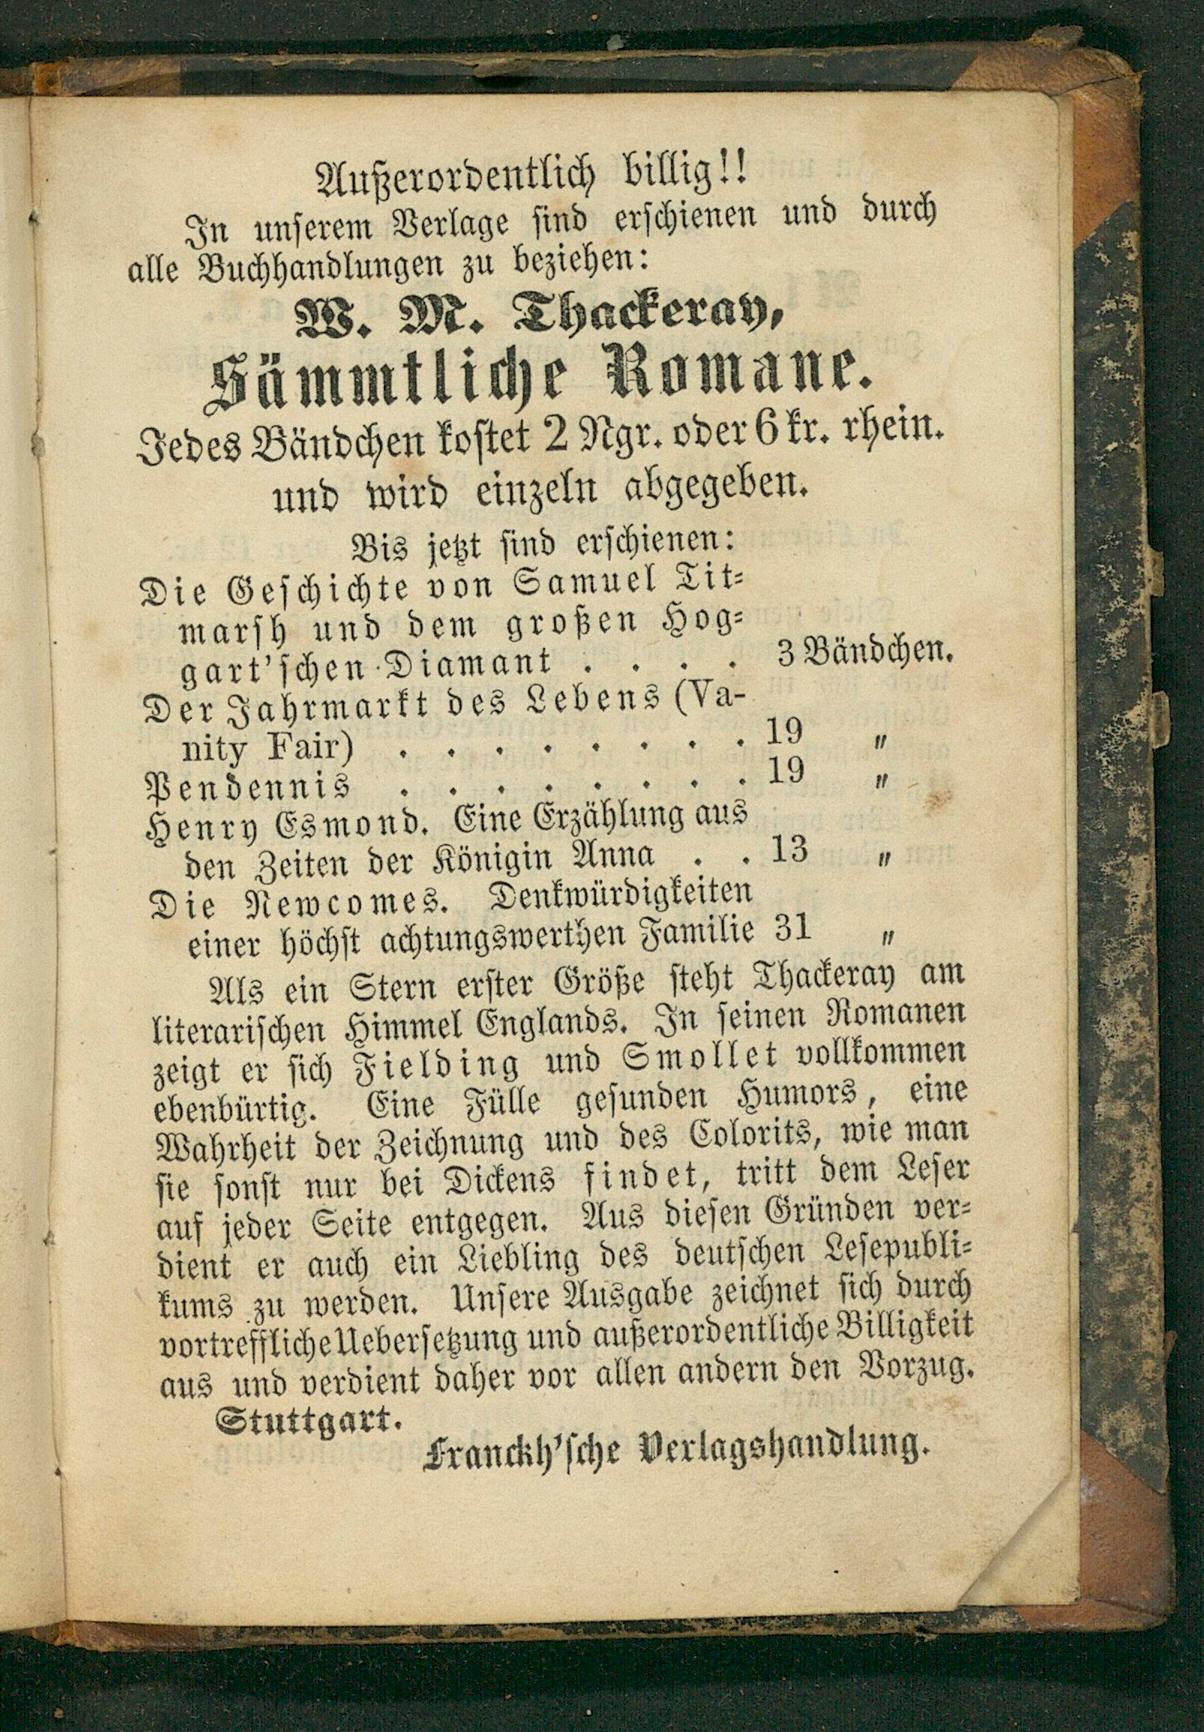 Außerordentlich billig!!
In unserem Verlage sind erschienen und durch
alle Buchhandlungen zu beziehen:
W. M. Thackeray,
Sämmtliche Romane.
Jedes Bändchen kostet 2 Ngr. oder 6 kr. rhein.
und wird einzeln abgegeben.
Bis jetzt sind erschienen:
Die Geschichte von Samuel Tit-
marsh und dem großen Hog-
gart'schen Diamant . . . . 3 Bändchen.
Der Jahrmarkt des Lebens (Va-
nity Fair) . . . . . . . . 19 "
Pendennis . . . . . . . . 19 "
Henry Esmond. Eine Erzählung aus
den Zeiten der Königin Anna . . 13 "
Die Newcomes. Denkwürdigkeiten
einer höchst achtungswerthen Familie 31 "
Als ein Stern erster Größe steht Thackeray am
literarischen Himmel Englands. In seinen Romanen
zeigt er sich Fielding und Smollet vollkommen
ebenbürtig. Eine Fülle gesunden Humors, eine
Wahrheit der Zeichnung und des Colorits, wie man
sie sonst nur bei Dickens findet, tritt dem Leser
auf jeder Seite entgegen. Aus diesen Gründen ver-
dient er auch ein Liebling des deutschen Lesepubli-
kums zu werden. Unsere Ausgabe zeichnet sich durch
vortreffliche Uebersetzung und außerordentliche Billigkeit
aus und verdient daher vor allen andern den Vorzug.
Stuttgart.
Franckh'sche Verlagshandlung.